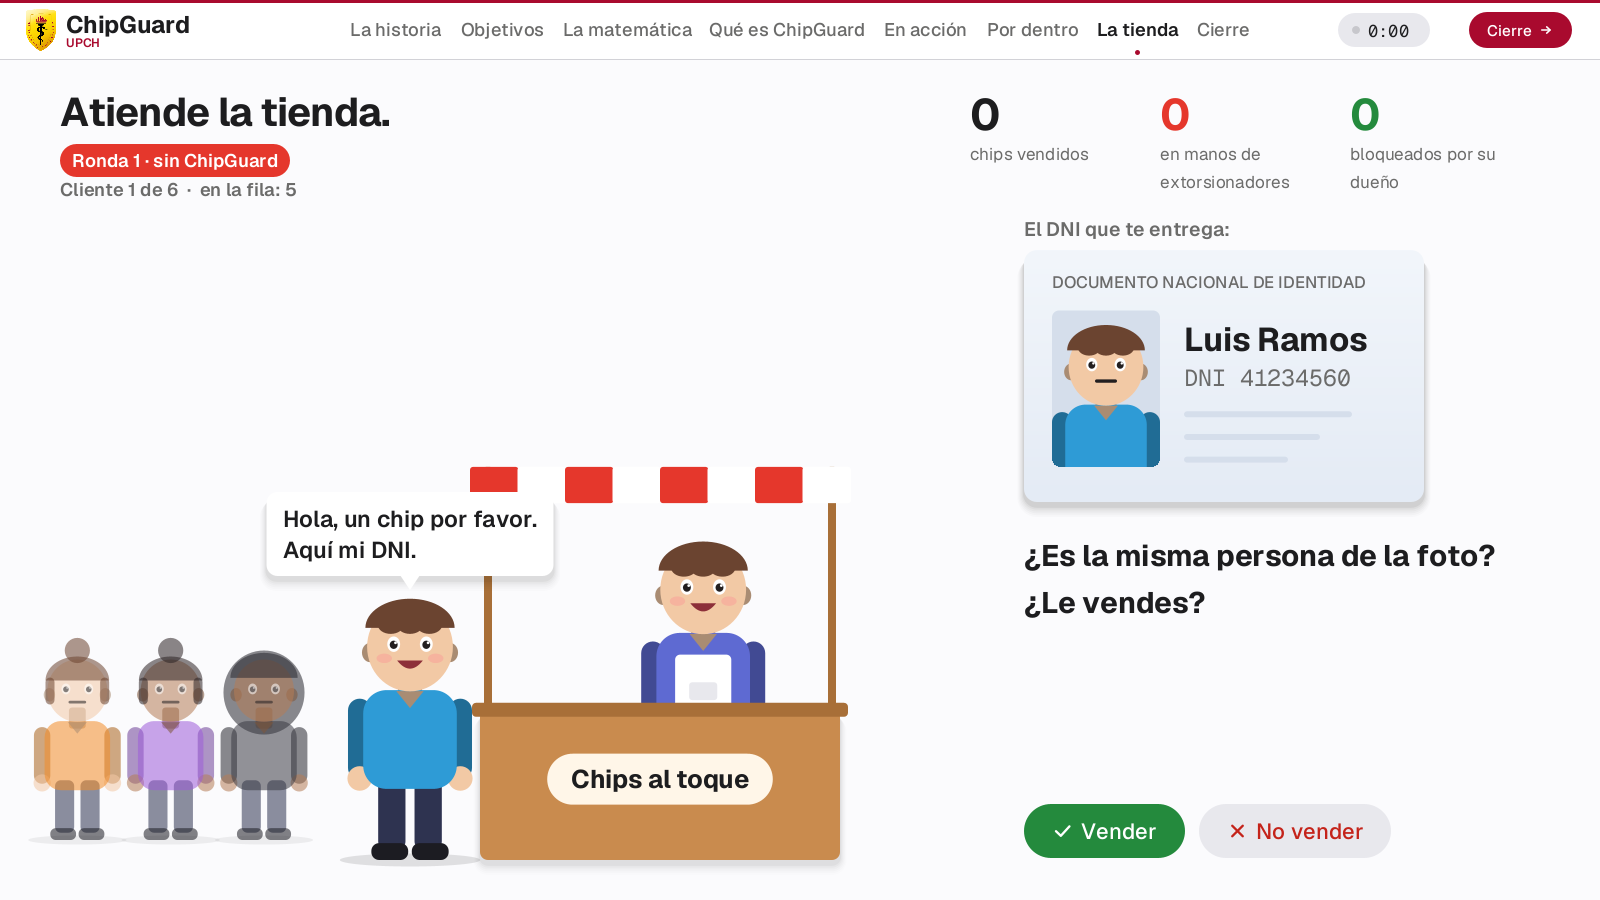 ChipGuard
UPCH
La historia
Objetivos
La matemática
Qué es ChipGuard
En acción
Por dentro
La tienda
Cierre
0:00
Cierre →
Atiende la tienda.
Ronda 1 · sin ChipGuard
Cliente 1 de 6 · en la fila: 5
0
chips vendidos
0
en manos de
extorsionadores
0
bloqueados por su
dueño
El DNI que te entrega:
DOCUMENTO NACIONAL DE IDENTIDAD
Luis Ramos
DNI 41234560
Hola, un chip por favor.
Aquí mi DNI.
¿Es la misma persona de la foto?
¿Le vendes?
Chips al toque
✓ Vender
✕ No vender